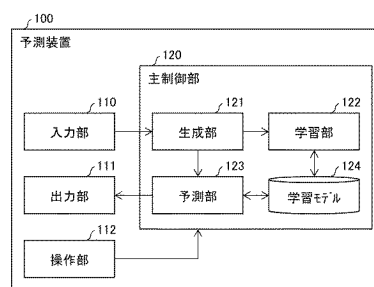 100
予測装置
120
主制御部
110
入力部
121
生成部
122
学習部
111
出力部
123
予測部
124
学習モデル
112
操作部